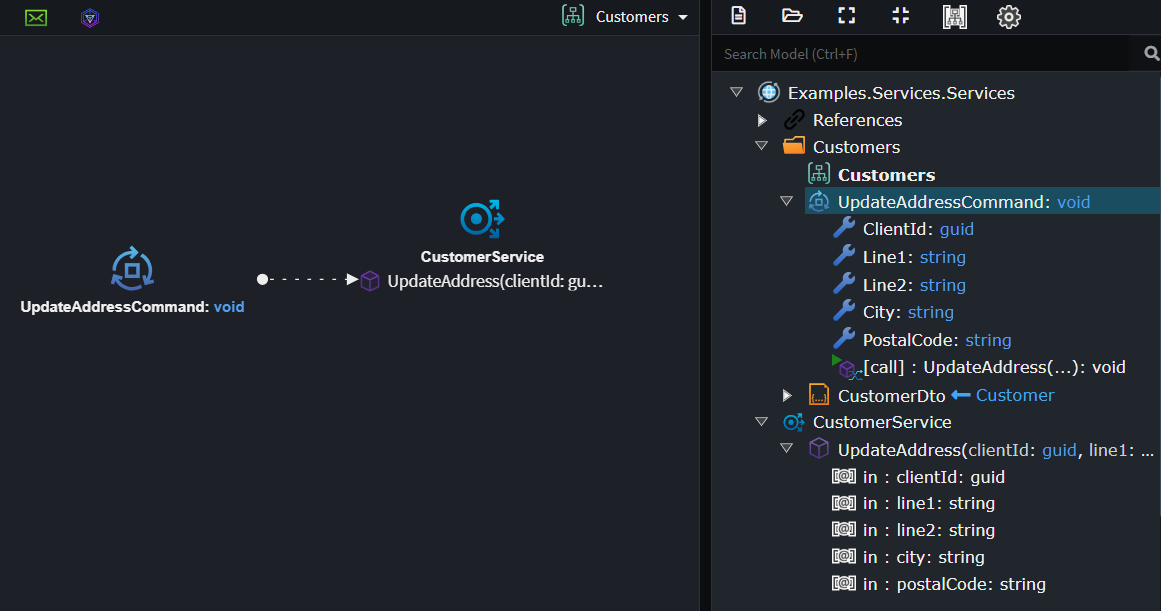 Customers
CustomerService
UpdateAddress(clientId: gu...
UpdateAddressCommand: void
Search Model (Ctrl+F)
Examples.Services.Services
References
Customers
Customers
UpdateAddressCommand: void
ClientId: guid
Line1: string
Line2: string
City: string
PostalCode: string
[call] : UpdateAddress(...): void
{...} CustomerDto Customer
CustomerService
UpdateAddress(clientId: guid, line1: ...
[@] in : clientId: guid
[@] in : line1: string
[@] in : line2: string
[@] in : city: string
[@] in : postalCode: string